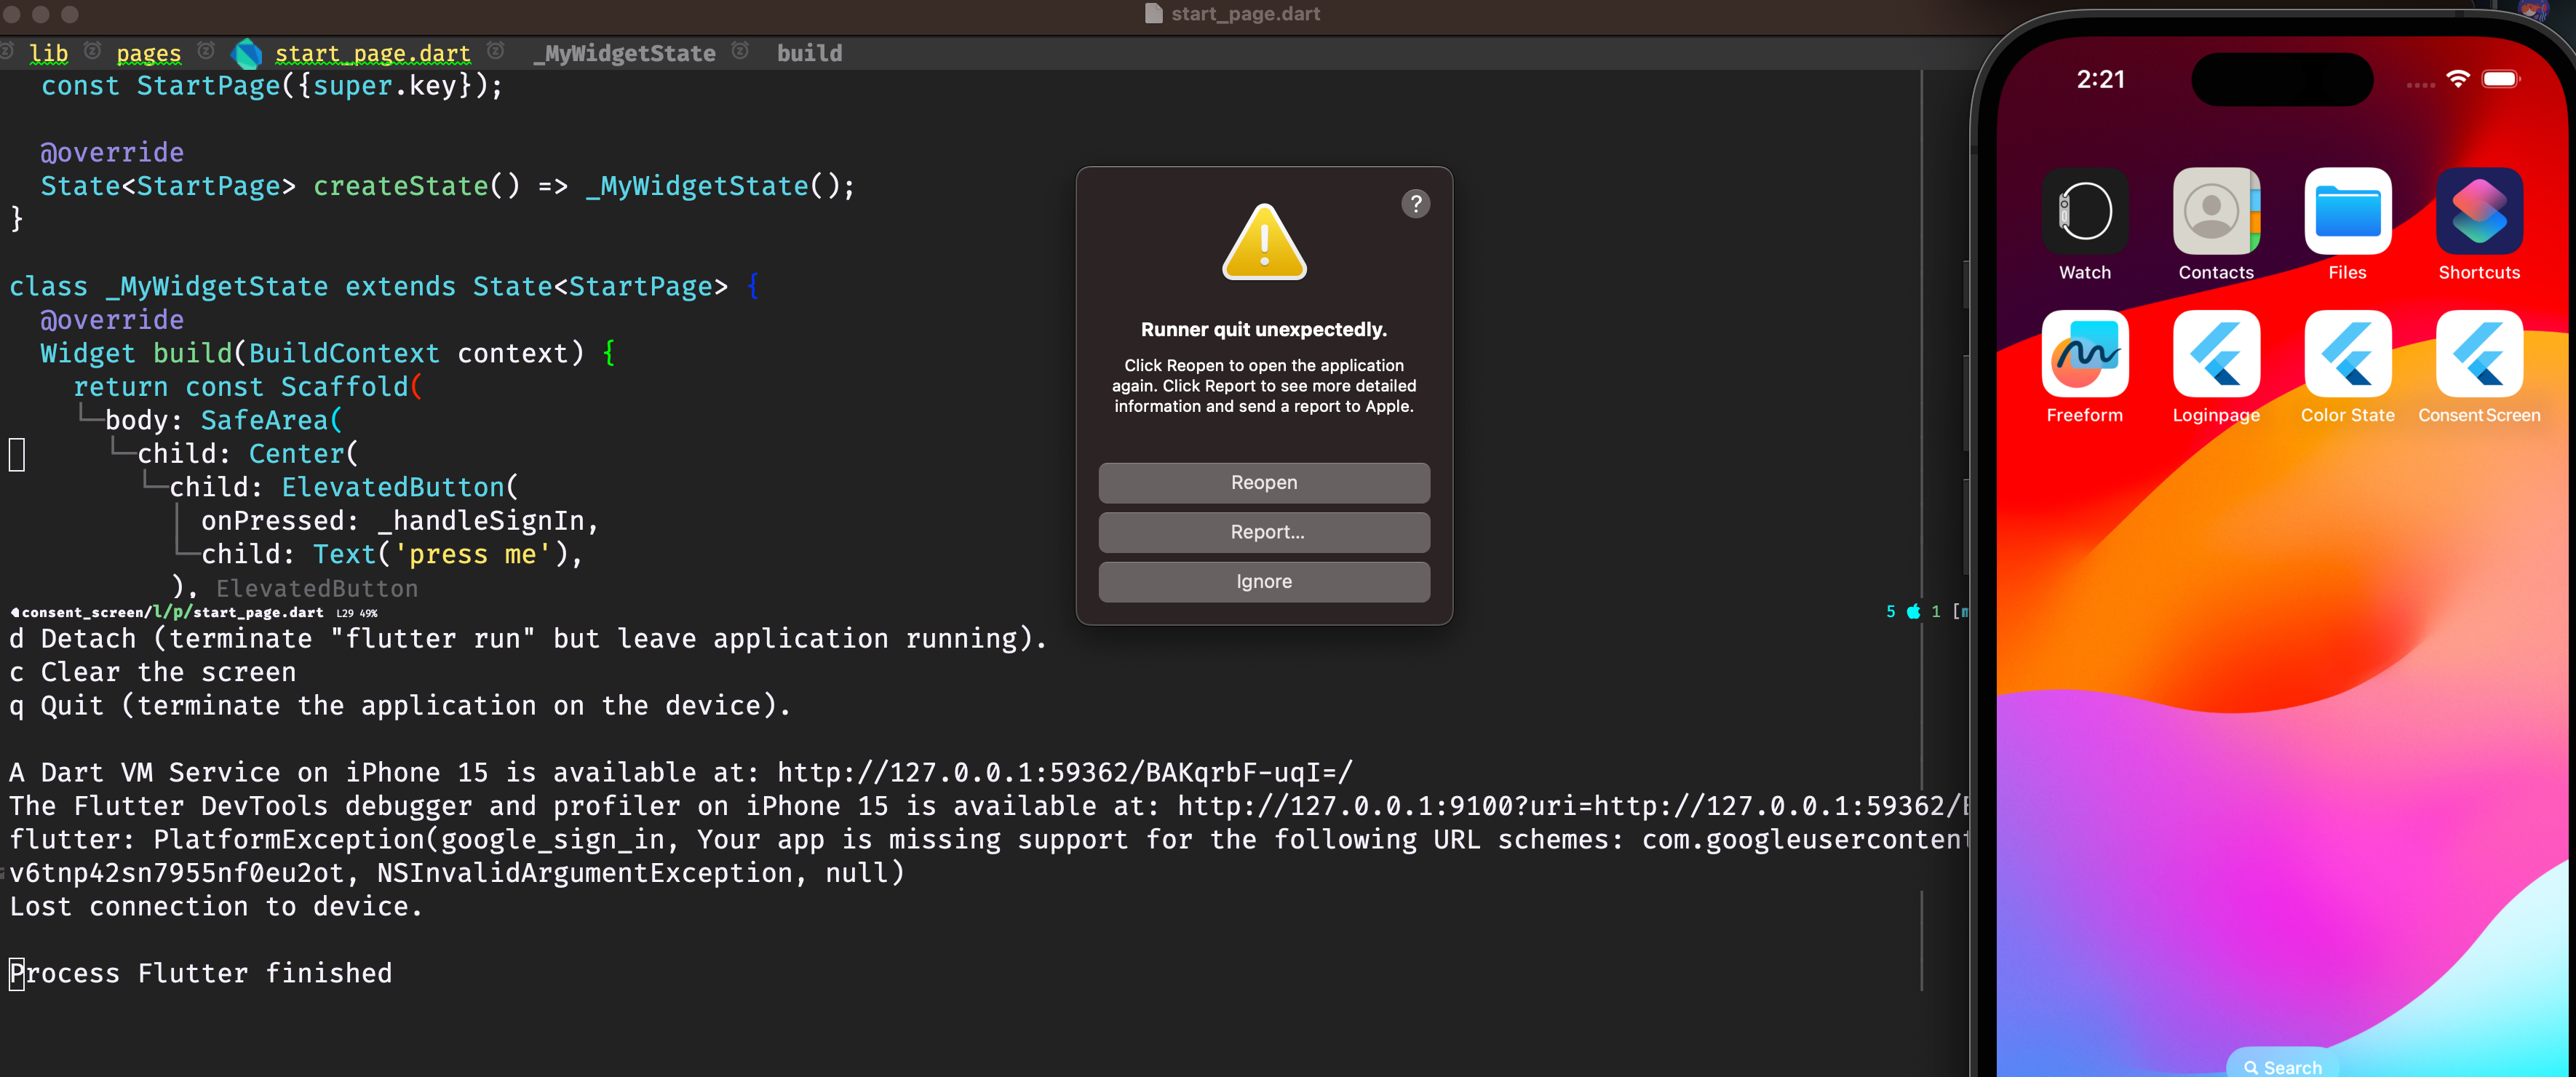 start_page.dart
lib pages start_page.dart _MyWidgetState build
const StartPage({super.key});
@override
State<StartPage> createState() => _MyWidgetState();
}
class _MyWidgetState extends State<StartPage> {
@override
Widget build(BuildContext context) {
return const Scaffold(
body: SafeArea(
child: Center(
child: ElevatedButton(
onPressed: _handleSignIn,
child: Text('press me'),
), ElevatedButton
consent_screen/l/p/start_page.dart L29 49%
5 1 [
d Detach (terminate "flutter run" but leave application running).
c Clear the screen
q Quit (terminate the application on the device).
A Dart VM Service on iPhone 15 is available at: http://127.0.0.1:59362/BAKqrbF-uqI=/
The Flutter DevTools debugger and profiler on iPhone 15 is available at: http://127.0.0.1:9100?uri=http://127.0.0.1:59362/
flutter: PlatformException(google_sign_in, Your app is missing support for the following URL schemes: com.googleusercontent
v6tnp42sn7955nf0eu2ot, NSInvalidArgumentException, null)
Lost connection to device.
Process Flutter finished
?
Runner quit unexpectedly.
Click Reopen to open the application
again. Click Report to see more detailed
information and send a report to Apple.
Reopen
Report...
Ignore
2:21
Watch Contacts Files Shortcuts
Freeform Loginpage Color State Consent Screen
Search